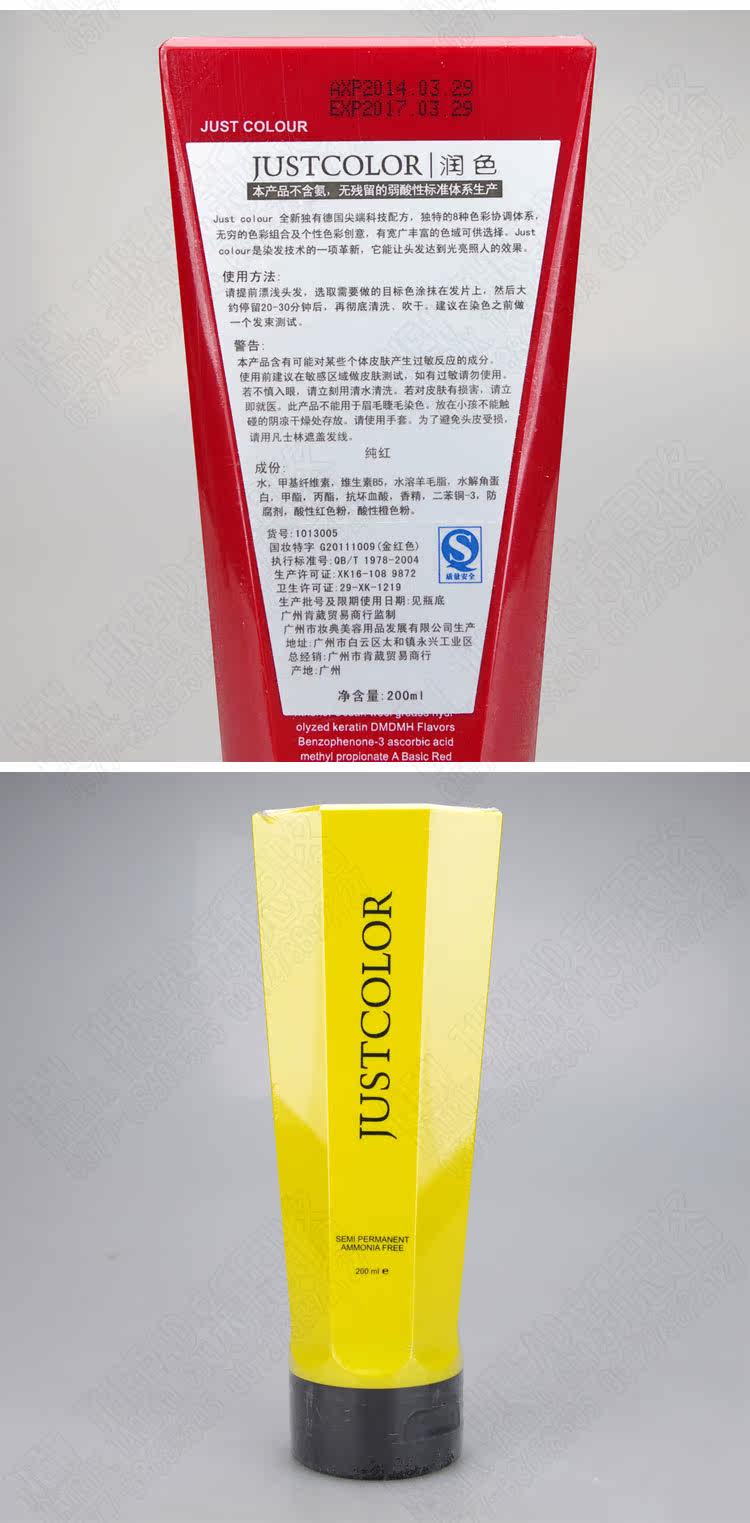 AXP2014.03.29
EXP2017.03.29
JUST COLOUR
JUSTCOLOR|润色
本产品不含氨,无残留的弱酸性标准体系生产
Just colour 全新独有德国尖端科技配方,独特的8种色彩协调体系,
无穷的色彩组合及个性色彩创意,有宽广丰富的色域可供选择。Just
colour是染发技术的一项革新,它能让头发达到光亮照人的效果。
使用方法:
请提前漂浅头发,选取需要做的目标色涂抹在发片上,然后大
约停留20-30分钟后,再彻底清洗、吹干。建议在染色之前做
一个发束测试。
警告:
本产品含有可能对某些个体皮肤产生过敏反应的成分。
使用前建议在敏感区域做皮肤测试,如有过敏请勿使用。
若不慎入眼,请立刻用清水清洗。若对皮肤有损害,请立
即就医。此产品不能用于眉毛睫毛染色。放在小孩不能触
碰的阴凉干燥处存放。请使用手套。为了避免头皮受损,
请用凡士林遮盖发线。
纯红
成份:
水,甲基纤维素,维生素B5,水溶羊毛脂,水解角蛋
白,甲酯,丙酯,抗坏血酸,香精,二苯铜-3,防
腐剂,酸性红色粉,酸性橙色粉。
货号:1013005
国妆特字 G20111009(金红色)
执行标准号:QB/T 1978-2004
生产许可证:XK16-108 9872
卫生许可证:29-XK-1219
生产批号及限期使用日期:见瓶底
广州肯葳贸易商行监制
广州市妆典美容用品发展有限公司生产
地址:广州市白云区太和镇永兴工业区
总经销:广州市肯葳贸易商行
产地:广州
质量安全
净含量:200ml
olyzed keratin DMDMH Flavors
Benzophenone-3 ascorbic acid
methyl propionate A Basic Red
JUSTCOLOR
SEMI PERMANENT
AMMONIA FREE
200 ml e